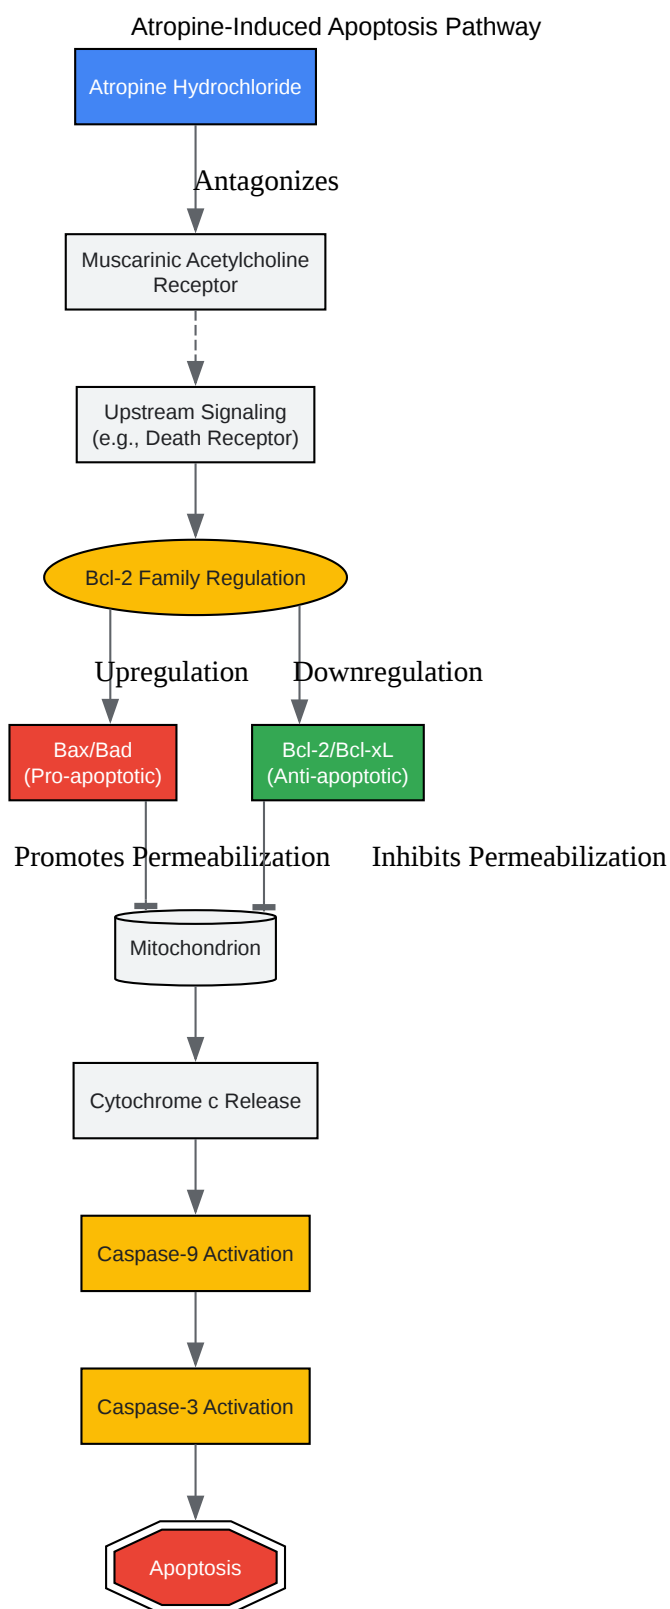 Atropine-Induced Apoptosis Pathway
Atropine Hydrochloride
Antagonizes
Muscarinic Acetylcholine
Receptor
Upstream Signaling
(e.g., Death Receptor)
Bcl-2 Family Regulation
Upregulation
Downregulation
Bax/Bad
(Pro-apoptotic)
Bcl-2/Bcl-xL
(Anti-apoptotic)
Promotes Permeabilization
Inhibits Permeabilization
Mitochondrion
Cytochrome c Release
Caspase-9 Activation
Caspase-3 Activation
Apoptosis